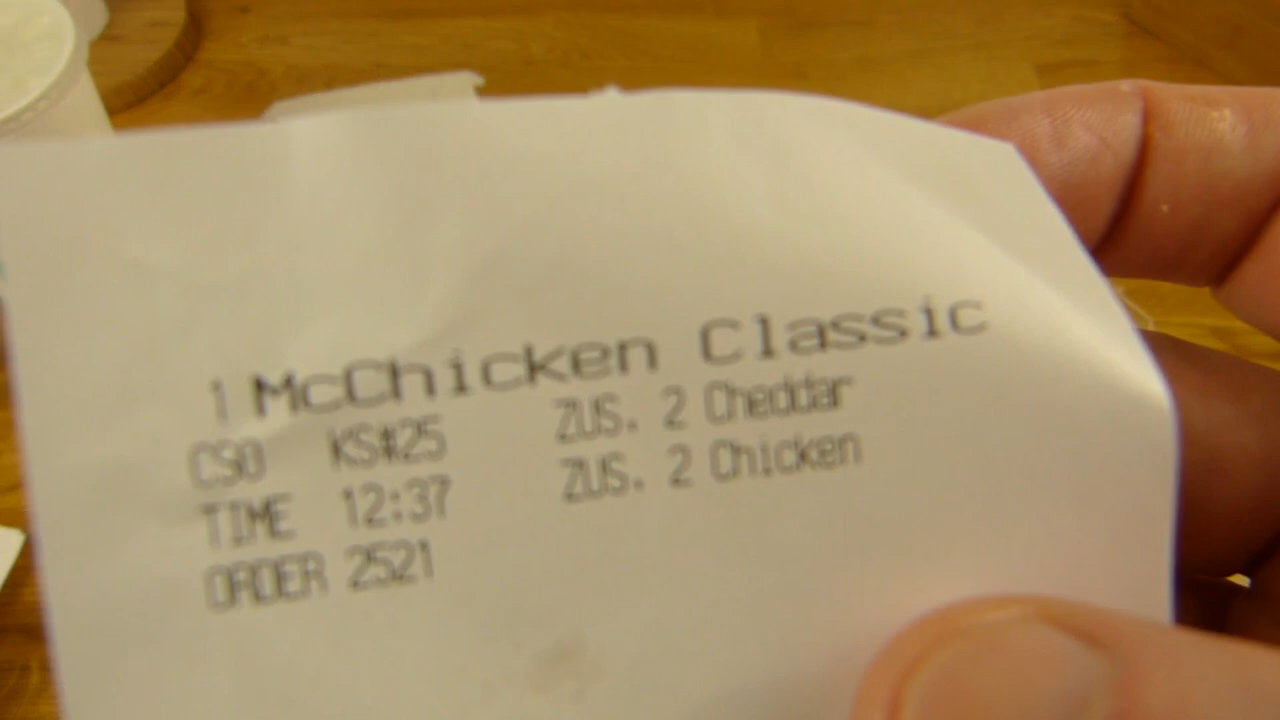 1 McChicken Classic
CSO KS#25 ZUS. 2 Cheddar
TIME 12:37 ZUS. 2 Chicken
ORDER 2521